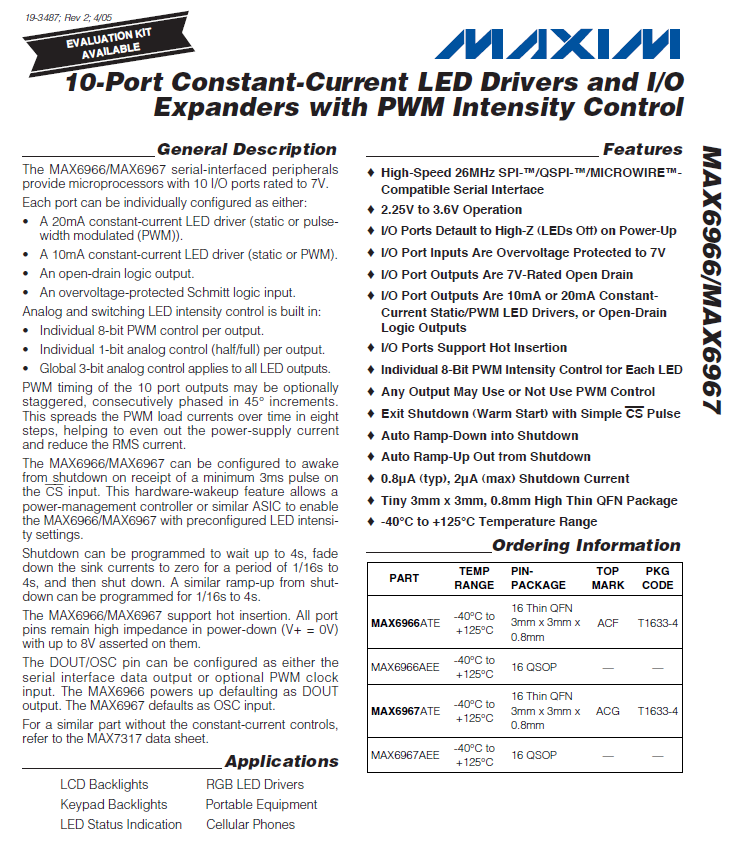 19-3487; Rev 2; 4/05
EVALUATION KIT
AVAILABLE
MAXIM
10-Port Constant-Current LED Drivers and I/O
Expanders with PWM Intensity Control
General Description
The MAX6966/MAX6967 serial-interfaced peripherals
provide microprocessors with 10 I/O ports rated to 7V.
Each port can be individually configured as either:
• A 20mA constant-current LED driver (static or pulse-
width modulated (PWM)).
• A 10mA constant-current LED driver (static or PWM).
• An open-drain logic output.
• An overvoltage-protected Schmitt logic input.
Analog and switching LED intensity control is built in:
• Individual 8-bit PWM control per output.
• Individual 1-bit analog control (half/full) per output.
• Global 3-bit analog control applies to all LED outputs.
PWM timing of the 10 port outputs may be optionally
staggered, consecutively phased in 45° increments.
This spreads the PWM load currents over time in eight
steps, helping to even out the power-supply current
and reduce the RMS current.
The MAX6966/MAX6967 can be configured to awake
from shutdown on receipt of a minimum 3ms pulse on
the CS input. This hardware-wakeup feature allows a
power-management controller or similar ASIC to enable
the MAX6966/MAX6967 with preconfigured LED intensi-
ty settings.
Shutdown can be programmed to wait up to 4s, fade
down the sink currents to zero for a period of 1/16s to
4s, and then shut down. A similar ramp-up from shut-
down can be programmed for 1/16s to 4s.
The MAX6966/MAX6967 support hot insertion. All port
pins remain high impedance in power-down (V+ = 0V)
with up to 8V asserted on them.
The DOUT/OSC pin can be configured as either the
serial interface data output or optional PWM clock
input. The MAX6966 powers up defaulting as DOUT
output. The MAX6967 defaults as OSC input.
For a similar part without the constant-current controls,
refer to the MAX7317 data sheet.
Applications
LCD Backlights RGB LED Drivers
Keypad Backlights Portable Equipment
LED Status Indication Cellular Phones
Features
♦ High-Speed 26MHz SPI-™/QSPI-™/MICROWIRE™-
Compatible Serial Interface
♦ 2.25V to 3.6V Operation
♦ I/O Ports Default to High-Z (LEDs Off) on Power-Up
♦ I/O Port Inputs Are Overvoltage Protected to 7V
♦ I/O Port Outputs Are 7V-Rated Open Drain
♦ I/O Port Outputs Are 10mA or 20mA Constant-
Current Static/PWM LED Drivers, or Open-Drain
Logic Outputs
♦ I/O Ports Support Hot Insertion
♦ Individual 8-Bit PWM Intensity Control for Each LED
♦ Any Output May Use or Not Use PWM Control
♦ Exit Shutdown (Warm Start) with Simple CS Pulse
♦ Auto Ramp-Down into Shutdown
♦ Auto Ramp-Up Out from Shutdown
♦ 0.8µA (typ), 2µA (max) Shutdown Current
♦ Tiny 3mm x 3mm, 0.8mm High Thin QFN Package
♦ -40°C to +125°C Temperature Range
Ordering Information
PART TEMP RANGE PIN-PACKAGE TOP MARK PKG CODE
MAX6966ATE -40°C to +125°C 16 Thin QFN 3mm x 3mm x 0.8mm ACF T1633-4
MAX6966AEE -40°C to +125°C 16 QSOP — —
MAX6967ATE -40°C to +125°C 16 Thin QFN 3mm x 3mm x 0.8mm ACG T1633-4
MAX6967AEE -40°C to +125°C 16 QSOP — —
MAX6966/MAX6967